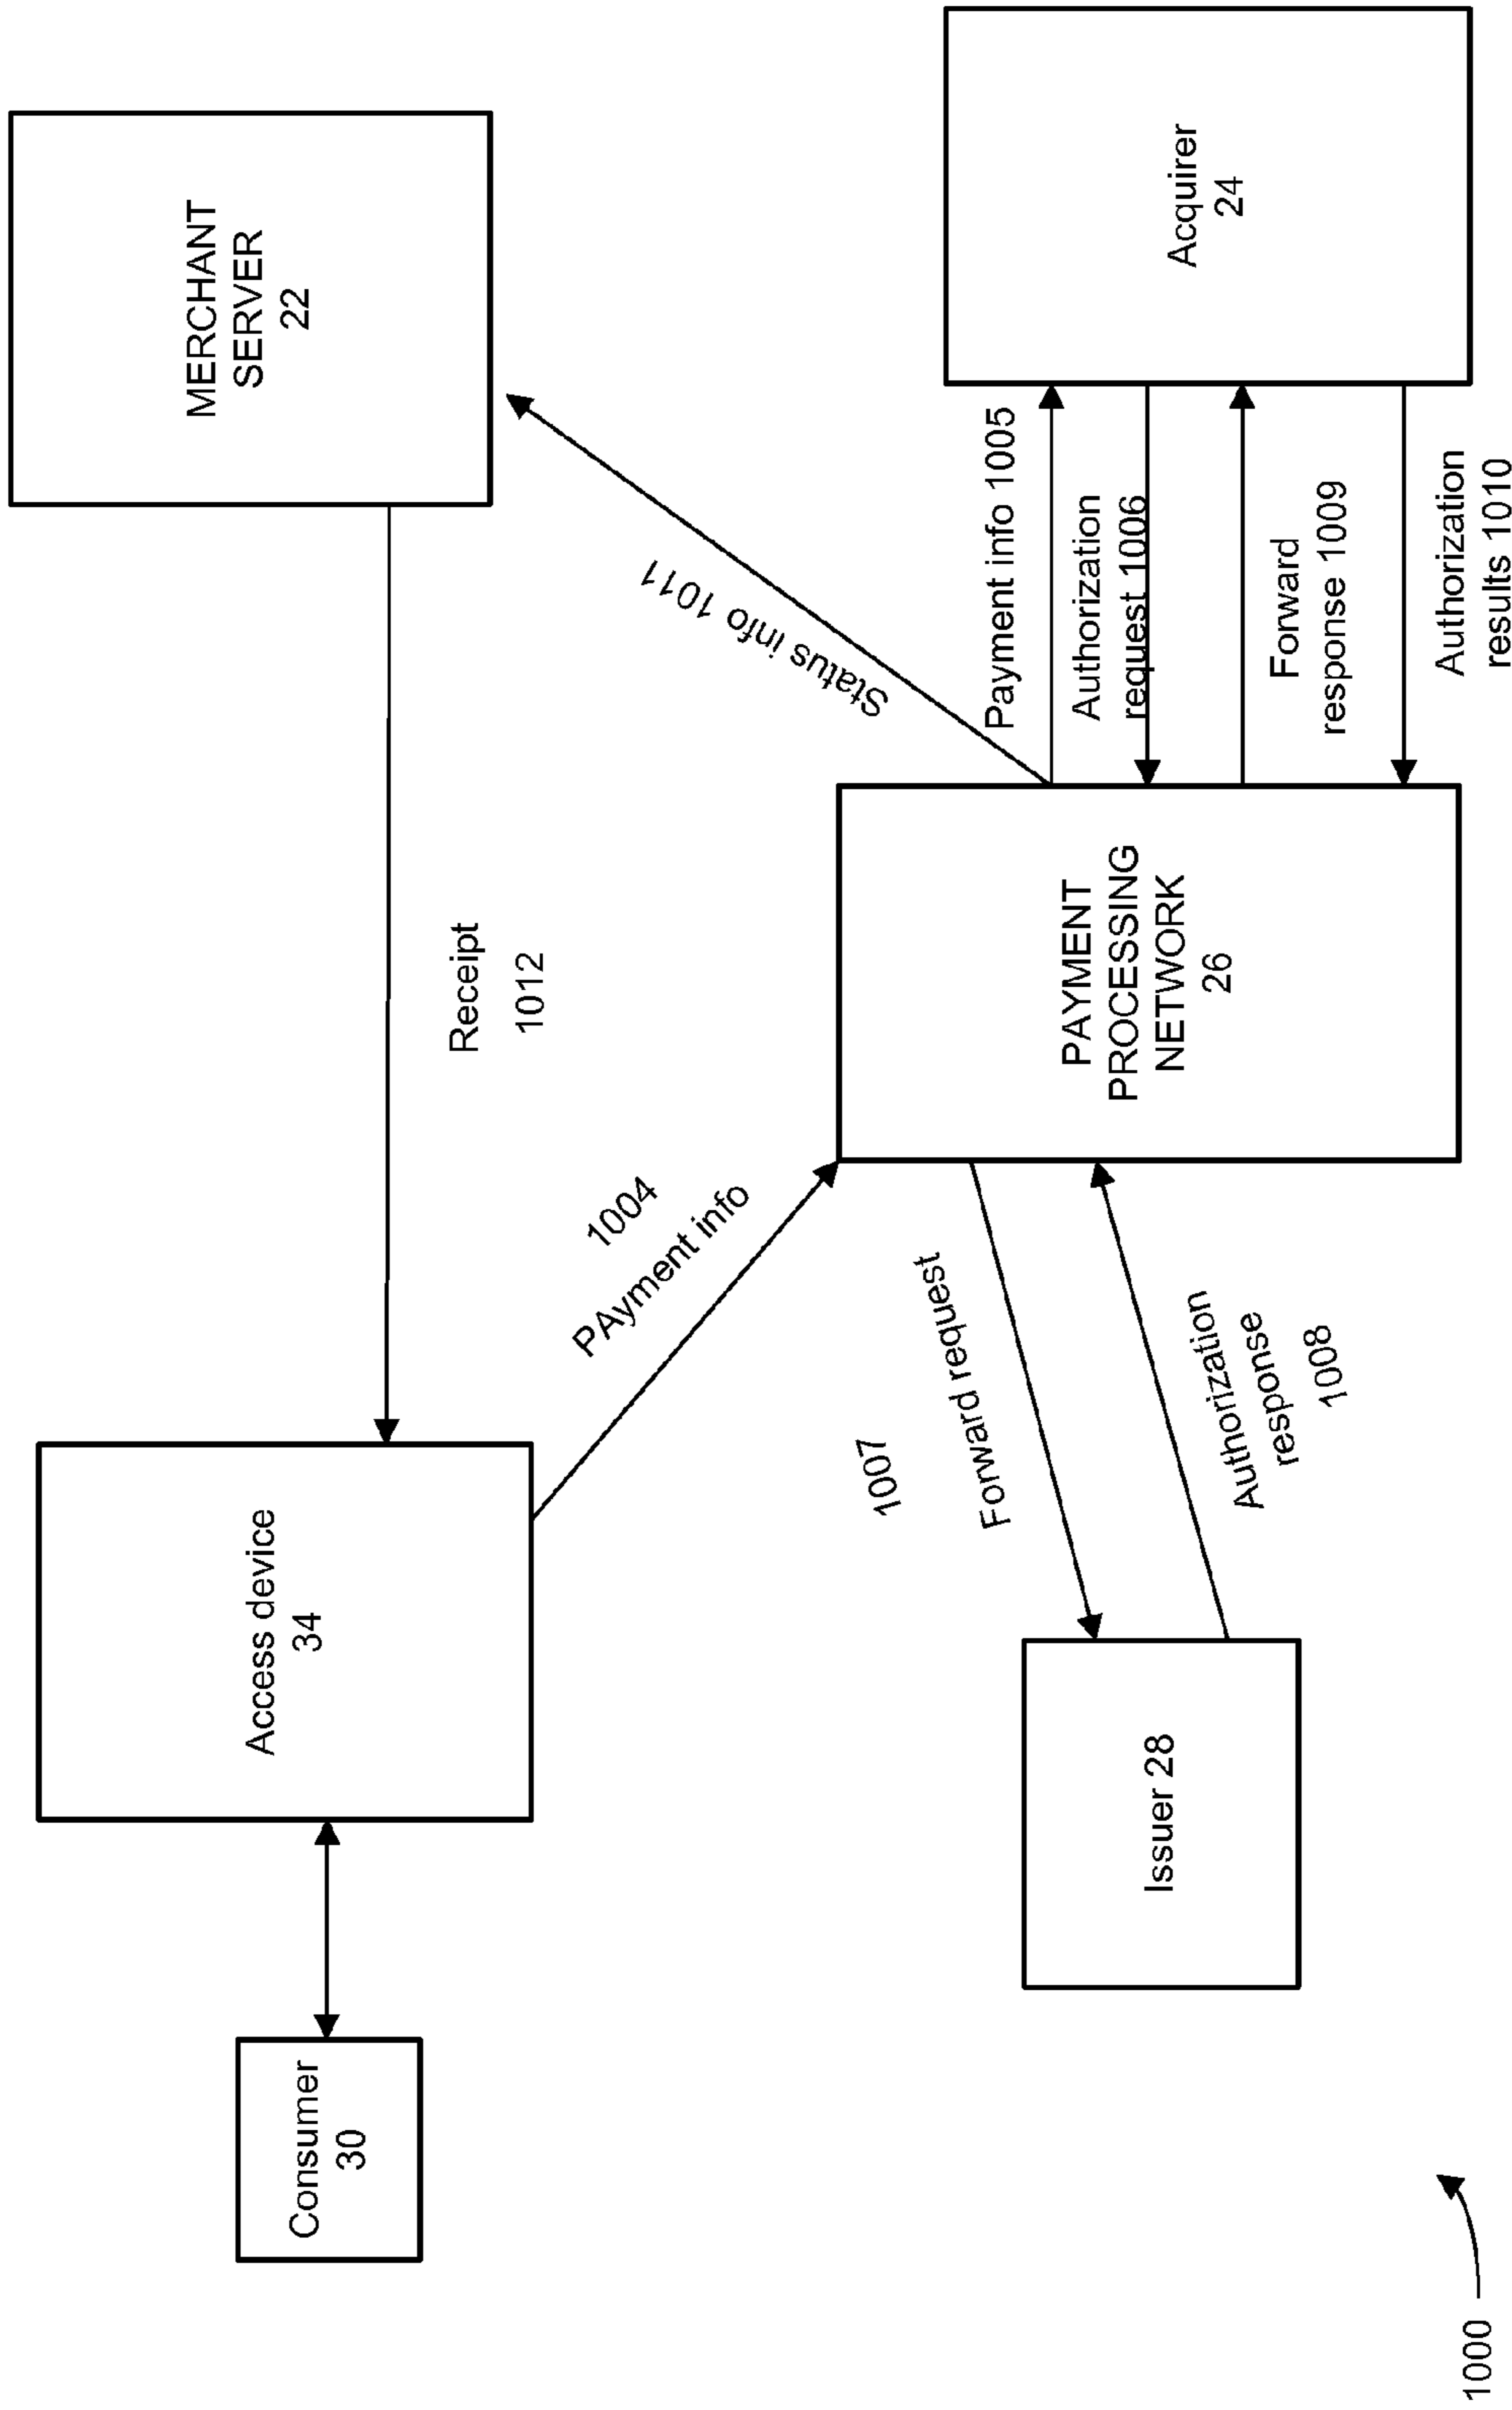 Consumer
30
Access device
34
MERCHANT
SERVER
22
Receipt
1012
1004
PAyment info
Status info 1011
PAYMENT
PROCESSING
NETWORK
26
Payment info 1005
Authorization
request 1006
Forward
response 1009
Authorization
results 1010
Acquirer
24
1007
Forward request
Authorization
response
1008
Issuer 28
1000